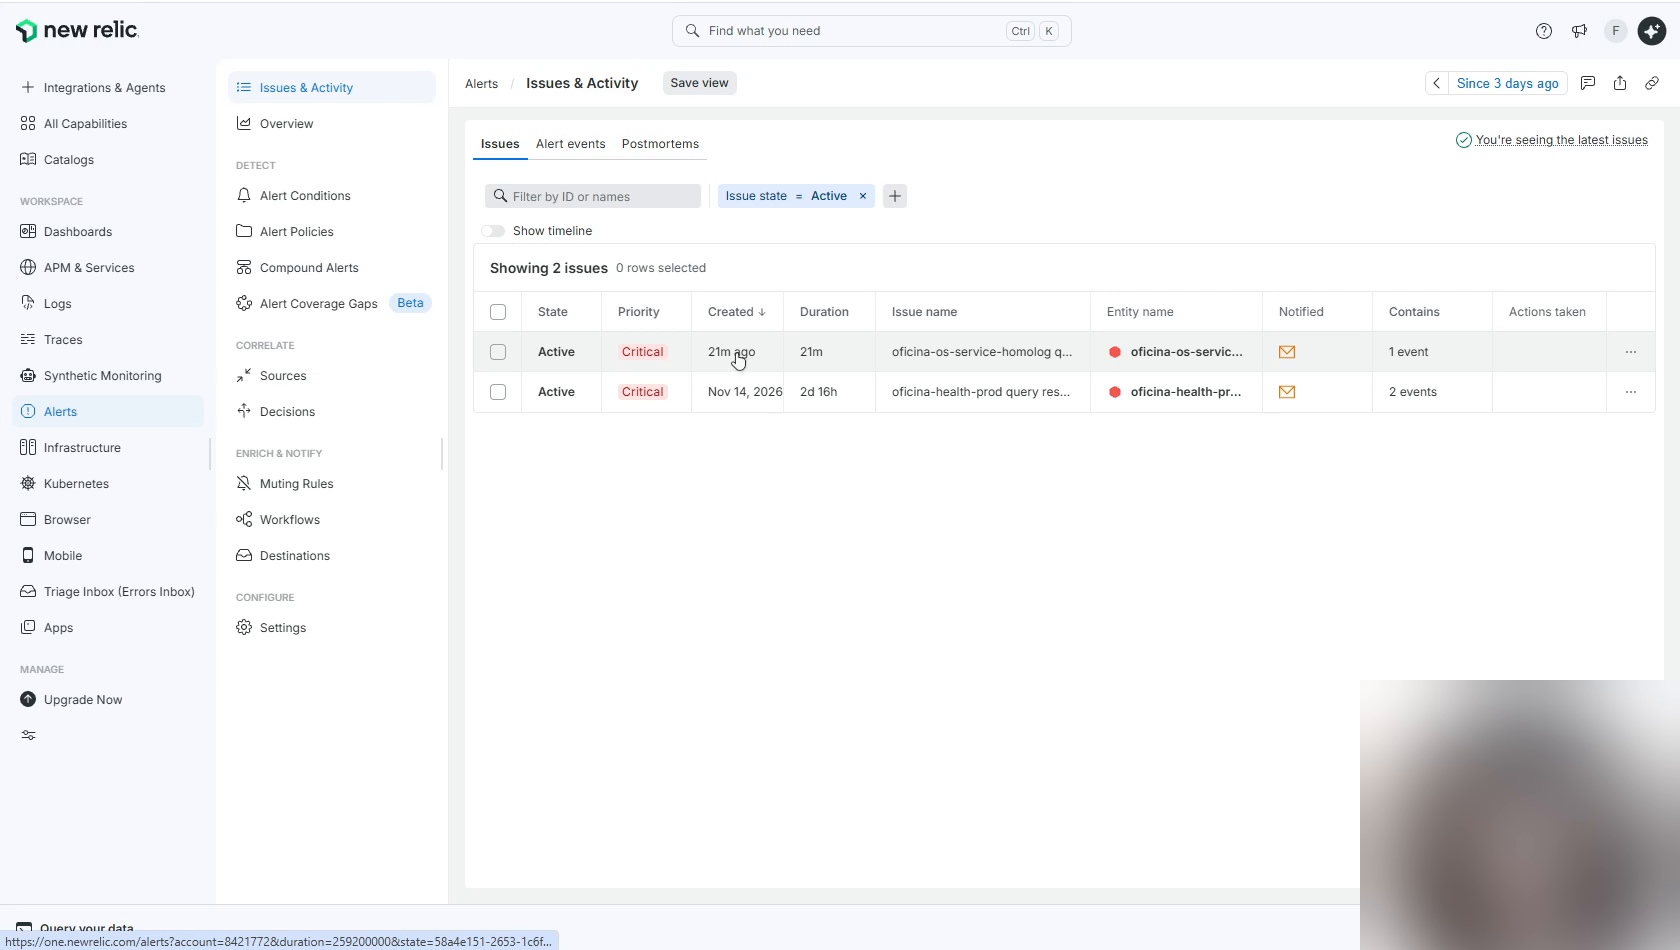 new relic
Find what you need
Ctrl K
F
Integrations & Agents
All Capabilities
Catalogs
WORKSPACE
Dashboards
APM & Services
Logs
Traces
Synthetic Monitoring
Alerts
Infrastructure
Kubernetes
Browser
Mobile
Triage Inbox (Errors Inbox)
Apps
MANAGE
Upgrade Now
Issues & Activity
Overview
DETECT
Alert Conditions
Alert Policies
Compound Alerts
Alert Coverage Gaps Beta
CORRELATE
Sources
Decisions
ENRICH & NOTIFY
Muting Rules
Workflows
Destinations
CONFIGURE
Settings
Alerts / Issues & Activity Save view
Since 3 days ago
Issues Alert events Postmortems
You're seeing the latest issues
Filter by ID or names
Issue state = Active ×
Show timeline
Showing 2 issues 0 rows selected
State Priority Created ↓ Duration Issue name Entity name Notified Contains Actions taken
Active Critical 21m ago 21m oficina-os-service-homolog q... oficina-os-servic... 1 event ...
Active Critical Nov 14, 2026 2d 16h oficina-health-prod query res... oficina-health-pr... 2 events ...
Query your data
https://one.newrelic.com/alerts?account=8421772&duration=259200000&state=58a4e151-2653-1c6f...